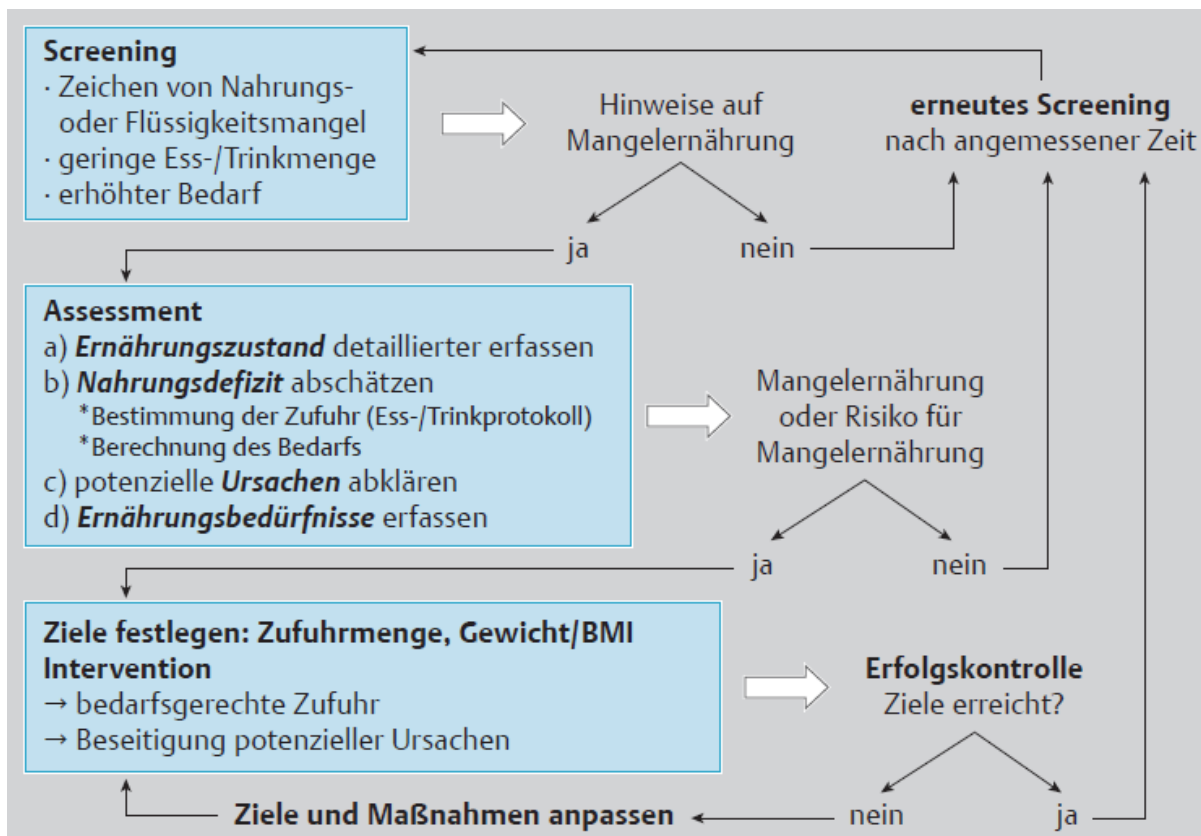 Screening
· Zeichen von Nahrungs-
oder Flüssigkeitsmangel
· geringe Ess-/Trinkmenge
· erhöhter Bedarf
Hinweise auf
Mangelernährung
erneutes Screening
nach angemessener Zeit
ja
nein
Assessment
a) Ernährungszustand detaillierter erfassen
b) Nahrungsdefizit abschätzen
*Bestimmung der Zufuhr (Ess-/Trinkprotokoll)
*Berechnung des Bedarfs
c) potenzielle Ursachen abklären
d) Ernährungsbedürfnisse erfassen
Mangelernährung
oder Risiko für
Mangelernährung
ja
nein
Ziele festlegen: Zufuhrmenge, Gewicht/BMI
Intervention
→ bedarfsgerechte Zufuhr
→ Beseitigung potenzieller Ursachen
Erfolgskontrolle
Ziele erreicht?
nein
ja
Ziele und Maßnahmen anpassen